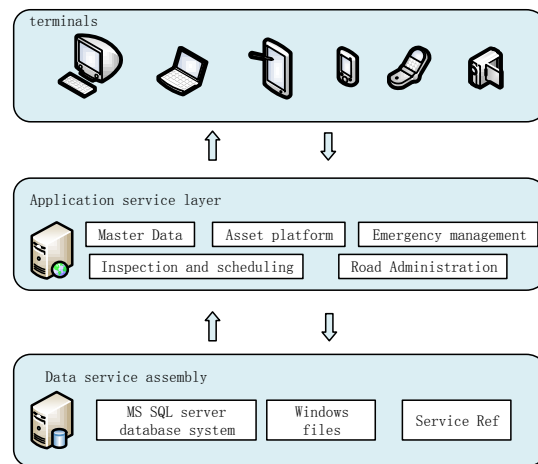 terminals
Application service layer
Master Data
Asset platform
Emergency management
Inspection and scheduling
Road Administration
Data service assembly
MS SQL server
database system
Windows
files
Service Ref